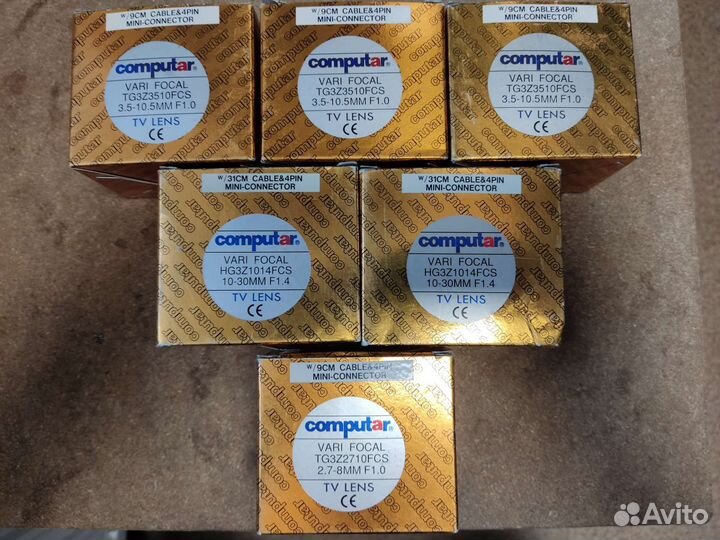 W/9CM CABLE&4PIN
MINI-CONNECTOR
computar®
VARI FOCAL
TG3Z3510FCS
3.5-10.5MM F1.0
TV LENS
CE
W/9CM CABLE&4PIN
MINI-CONNECTOR
computar®
VARI FOCAL
TG3Z3510FCS
3.5-10.5MM F1.0
TV LENS
CE
W/9CM CABLE&4PIN
MINI-CONNECTOR
computar®
VARI FOCAL
TG3Z3510FCS
3.5-10.5MM F1.0
TV LENS
CE
W/31CM CABLE&4PIN
MINI-CONNECTOR
computar®
VARI FOCAL
HG3Z1014FCS
10-30MM F1.4
TV LENS
CE
W/31CM CABLE&4PIN
MINI-CONNECTOR
computar®
VARI FOCAL
HG3Z1014FCS
10-30MM F1.4
TV LENS
CE
W/9CM CABLE&4PIN
MINI-CONNECTOR
computar®
VARI FOCAL
TG3Z2710FCS
2.7-8MM F1.0
TV LENS
CE
Avito